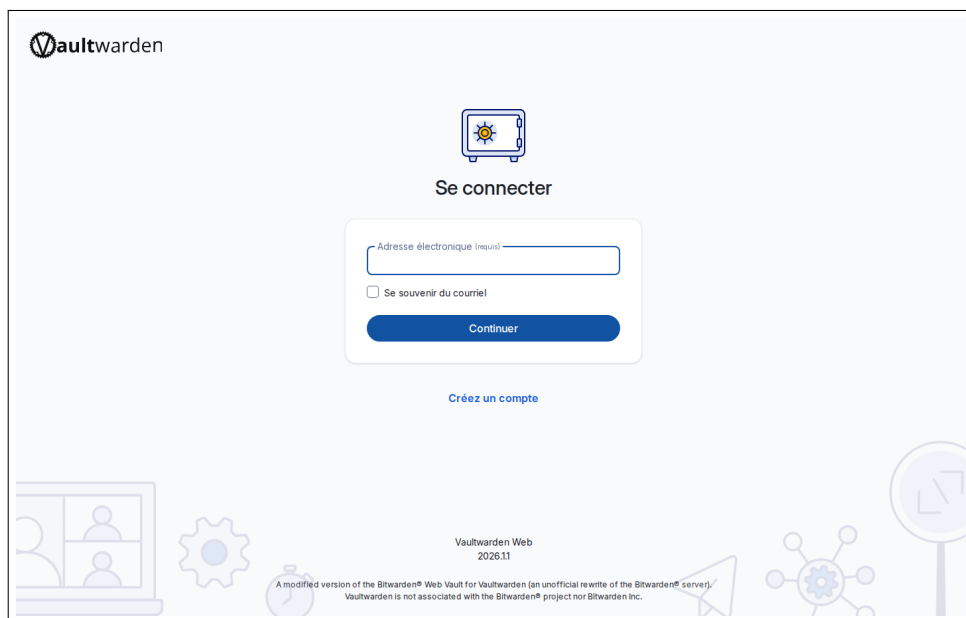 Vaultwarden
Se connecter
Adresse électronique (requis)
Se souvenir du courriel
Continuer
Créez un compte
Vaultwarden Web
2026.1.1
A modified version of the Bitwarden® Web Vault for Vaultwarden (an unofficial rewrite of the Bitwarden® server).
Vaultwarden is not associated with the Bitwarden® project nor Bitwarden Inc.